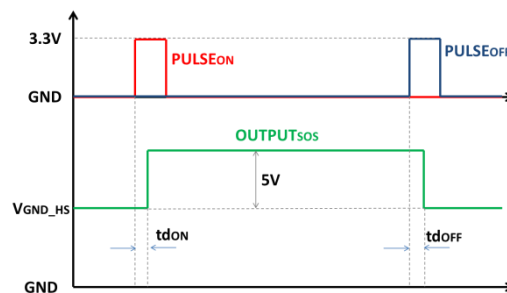 3.3V
PULSEON
PULSEOFF
GND
OUTPUTSOS
5V
VGND_HS
tdON
tdOFF
GND